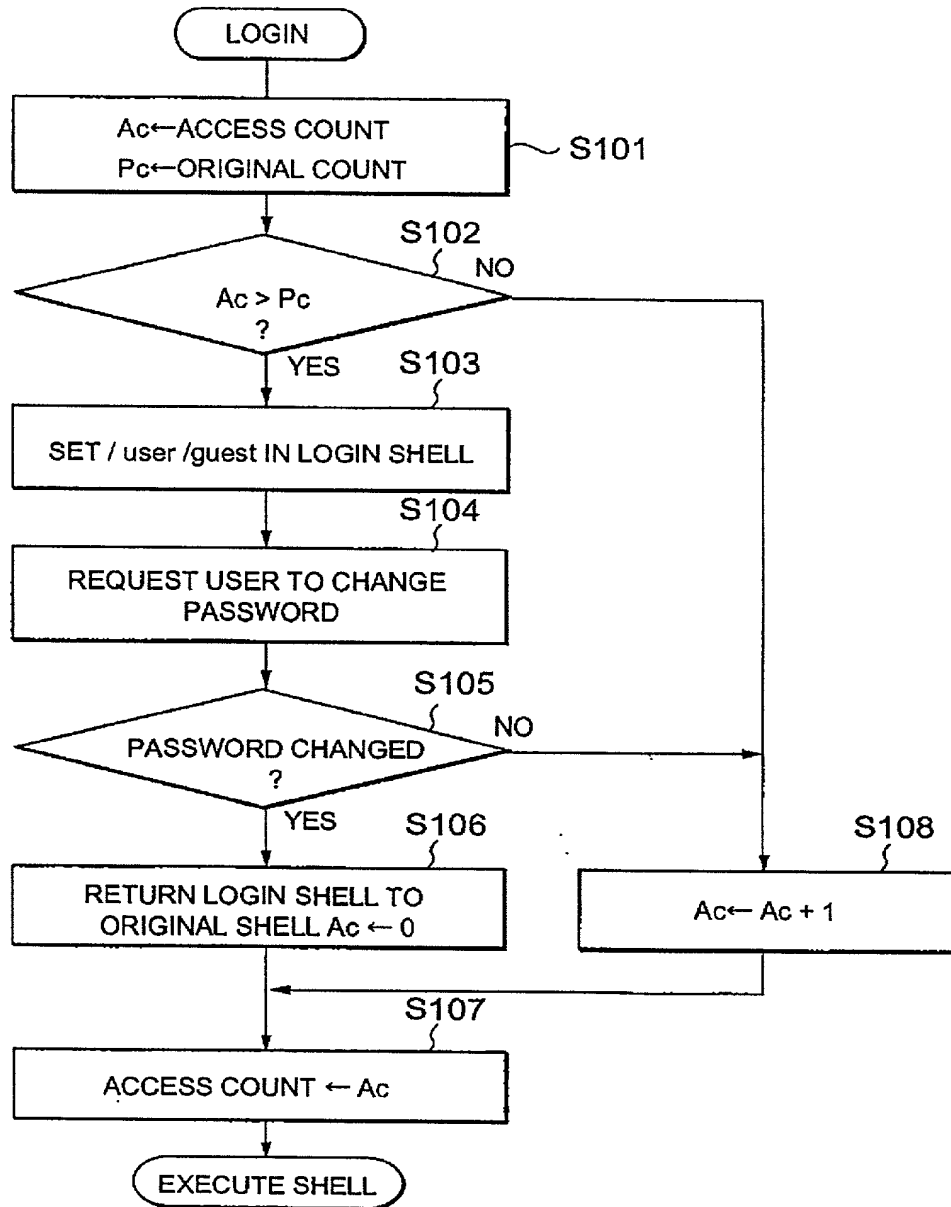 LOGIN
Ac←ACCESS COUNT
Pc←ORIGINAL COUNT
S101
S102
NO
Ac > Pc
?
YES
S103
SET / user /guest IN LOGIN SHELL
S104
REQUEST USER TO CHANGE
PASSWORD
S105
NO
PASSWORD CHANGED
?
YES
S106
S108
RETURN LOGIN SHELL TO
ORIGINAL SHELL Ac ← 0
Ac← Ac + 1
S107
ACCESS COUNT ← Ac
EXECUTE SHELL